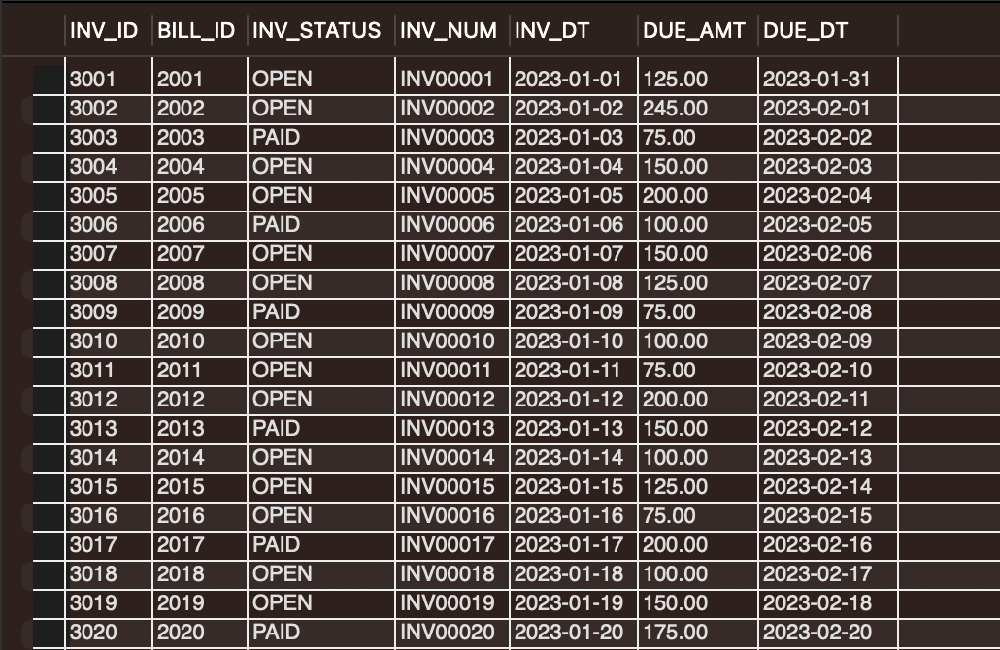 INV_ID BILL_ID INV_STATUS INV_NUM INV_DT DUE_AMT DUE_DT
3001 2001 OPEN INV00001 2023-01-01 125.00 2023-01-31
3002 2002 OPEN INV00002 2023-01-02 245.00 2023-02-01
3003 2003 PAID INV00003 2023-01-03 75.00 2023-02-02
3004 2004 OPEN INV00004 2023-01-04 150.00 2023-02-03
3005 2005 OPEN INV00005 2023-01-05 200.00 2023-02-04
3006 2006 PAID INV00006 2023-01-06 100.00 2023-02-05
3007 2007 OPEN INV00007 2023-01-07 150.00 2023-02-06
3008 2008 OPEN INV00008 2023-01-08 125.00 2023-02-07
3009 2009 PAID INV00009 2023-01-09 75.00 2023-02-08
3010 2010 OPEN INV00010 2023-01-10 100.00 2023-02-09
3011 2011 OPEN INV00011 2023-01-11 75.00 2023-02-10
3012 2012 OPEN INV00012 2023-01-12 200.00 2023-02-11
3013 2013 PAID INV00013 2023-01-13 150.00 2023-02-12
3014 2014 OPEN INV00014 2023-01-14 100.00 2023-02-13
3015 2015 OPEN INV00015 2023-01-15 125.00 2023-02-14
3016 2016 OPEN INV00016 2023-01-16 75.00 2023-02-15
3017 2017 PAID INV00017 2023-01-17 200.00 2023-02-16
3018 2018 OPEN INV00018 2023-01-18 100.00 2023-02-17
3019 2019 OPEN INV00019 2023-01-19 150.00 2023-02-18
3020 2020 PAID INV00020 2023-01-20 175.00 2023-02-20